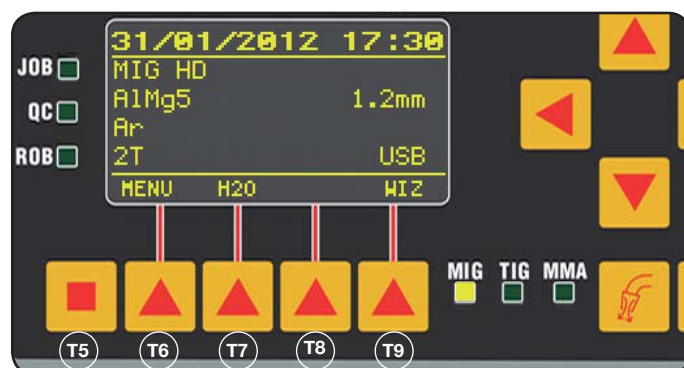 31/01/2012 17:30
JOB
MIG HD
AlMg5 1.2mm
QC
Ar
ROB
2T USB
MENU H2O WIZ
MIG TIG MMA
T5 T6 T7 T8 T9